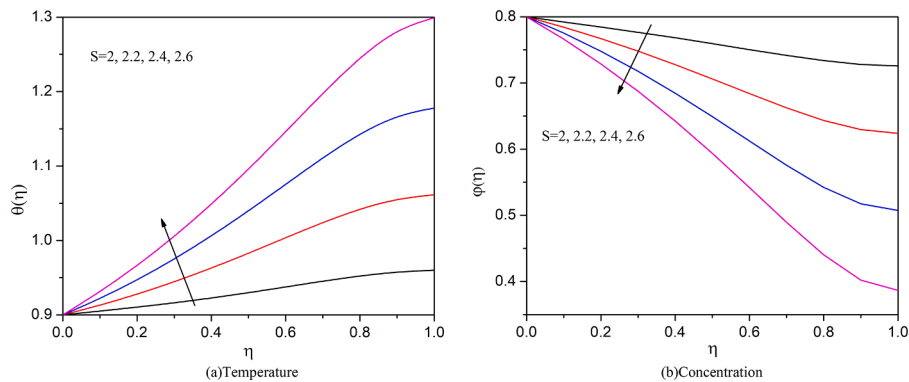 1.3
1.2
1.1
1.0
0.9
θ(η)
S=2, 2.2, 2.4, 2.6
0.0 0.2 0.4 0.6 0.8 1.0
η
(a)Temperature
0.8
0.7
0.6
0.5
0.4
φ(η)
S=2, 2.2, 2.4, 2.6
0.0 0.2 0.4 0.6 0.8 1.0
η
(b)Concentration